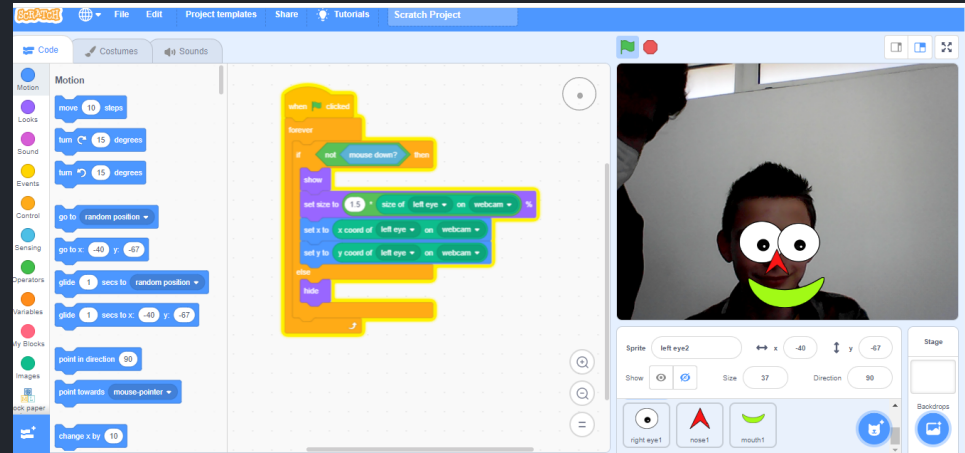 SCRATCH File Edit Project templates Share Tutorials Scratch Project
Code Costumes Sounds
Motion
Looks
Sound
Events
Control
Sensing
Operators
Variables
My Blocks
Images
ock paper
Motion
move 10 steps
turn 15 degrees
turn 15 degrees
go to random position
go to x: -40 y: -67
glide 1 secs to random position
glide 1 secs to x: -40 y: -67
point in direction 90
point towards mouse-pointer
change x by 10
when clicked
forever
if not mouse down? then
show
set size to 1.5 * size of left eye on webcam %
set x to x coord of left eye on webcam
set y to y coord of left eye on webcam
else
hide
Sprite left eye2 x -40 y -67
Show Size 37 Direction 90
right eye1 nose1 mouth1
Stage
Backdrops